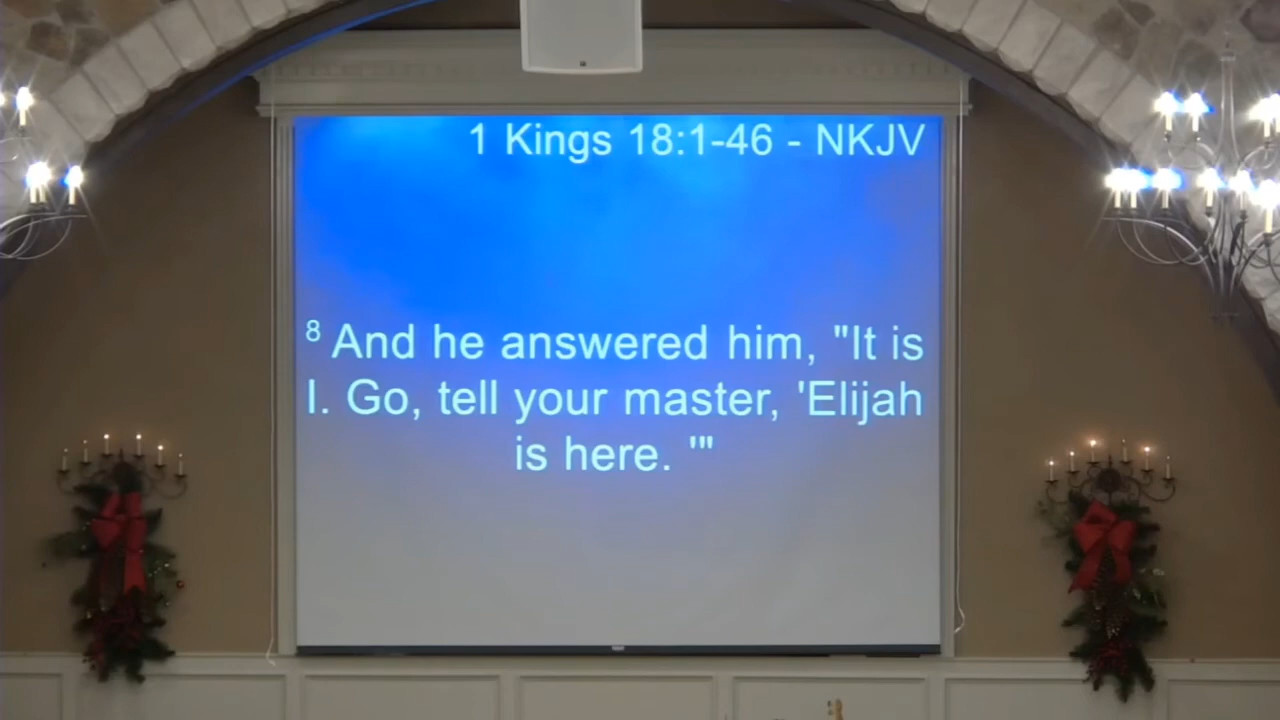 1 Kings 18:1-46 - NKJV
8 And he answered him, "It is
I. Go, tell your master, 'Elijah
is here. '"